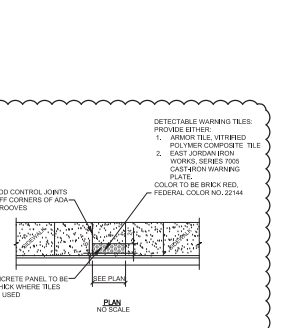 DETECTABLE WARNING TILES:
PROVIDE EITHER:
1. ARMOR TILE, VITRIFIED
POLYMER COMPOSITE TILE
2. EAST JORDAN IRON
WORKS, SERIES 7005
CAST-IRON WARNING
PLATE.
COLOR TO BE BRICK RED,
FEDERAL COLOR NO. 22144
OD CONTROL JOINTS
FF CORNERS OF ADA
ROOVES
CRETE PANEL TO BE
HICK WHERE TILES
USED
SEE PLAN
PLAN
NO SCALE